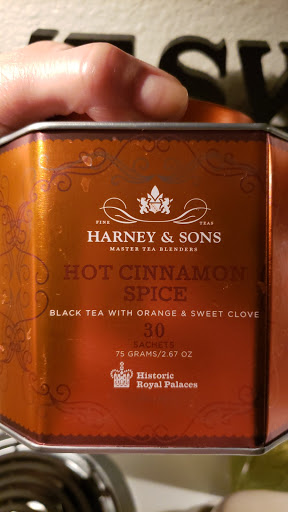 FINE TEAS
HARNEY & SONS
MASTER TEA BLENDERS
HOT CINNAMON
SPICE
BLACK TEA WITH ORANGE & SWEET CLOVE
30
SACHETS
75 GRAMS/2.67 OZ
Historic
Royal Palaces